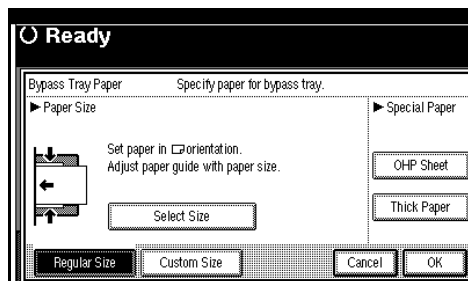 Ready
Bypass Tray Paper Specify paper for bypass tray.
► Paper Size
► Special Paper
Set paper in orientation.
Adjust paper guide with paper size.
OHP Sheet
Select Size
Thick Paper
Regular Size Custom Size Cancel OK